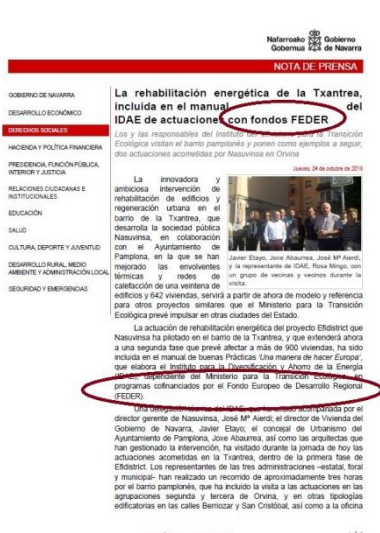 Nafarroako Gobierno
Gobernua de Navarra
NOTA DE PRENSA
GOBIERNO DE NAVARRA
DESARROLLO ECONÓMICO
DERECHOS SOCIALES
HACIENDA Y POLÍTICA FINANCIERA
PRESIDENCIA, FUNCIÓN PÚBLICA,
INTERIOR Y JUSTICIA
RELACIONES CIUDADANAS E
INSTITUCIONALES
EDUCACIÓN
SALUD
CULTURA, DEPORTE Y JUVENTUD
DESARROLLO RURAL, MEDIO
AMBIENTE Y ADMINISTRACIÓN LOCAL
SEGURIDAD Y EMERGENCIAS
La rehabilitación energética de la Txantrea,
incluida en el manual del
IDAE de actuaciones con fondos FEDER
Los y las responsables del Instituto del Ministerio para la Transición
Ecológica visitan el barrio pamplonés y ponen como ejemplos a seguir,
dos actuaciones acometidas por Nasuvinsa en Orvina
Jueves, 04 de octubre de 2018
La innovadora y
ambiciosa intervención de
rehabilitación de edificios y
regeneración urbana en el
barrio de la Txantrea, que
desarrolla la sociedad pública
Nasuvinsa, en colaboración
con el Ayuntamiento de
Pamplona, en la que se han
mejorado las envolventes
térmicas y redes de
calefacción de una veintena de
Javier Etayo, Joxe Abaurrea, José Mª Aierdi,
y la representante de IDAE, Rosa Mingo, con
un grupo de vecinas y vecinos durante la
visita.
edificios y 642 viviendas, servirá a partir de ahora de modelo y referencia
para otros proyectos similares que el Ministerio para la Transición
Ecológica prevé impulsar en otras ciudades del Estado.
La actuación de rehabilitación energética del proyecto Efidistrict que
Nasuvinsa ha pilotado en el barrio de la Txantrea, y que extenderá ahora
a una segunda fase que prevé afectar a más de 900 viviendas, ha sido
incluida en el manual de buenas Prácticas 'Una manera de hacer Europa',
que elabora el Instituto para la Diversificación y Ahorro de la Energía
(IDAE), dependiente del Ministerio para la Transición Ecológica, en
programas cofinanciados por el Fondo Europeo de Desarrollo Regional
(FEDER).
Una delegación técnica del IDAE, que ha estado acompañada por el
director gerente de Nasuvinsa, José Mª Aierdi; el director de Vivienda del
Gobierno de Navarra, Javier Etayo; el concejal de Urbanismo del
Ayuntamiento de Pamplona, Joxe Abaurrea, así como las arquitectas que
han gestionado la intervención, ha visitado durante la jornada de hoy las
actuaciones acometidas en la Txantrea, dentro de la primera fase de
Efidistrict. Los representantes de las tres administraciones –estatal, foral
y municipal- han realizado un recorrido de aproximadamente tres horas
por el barrio pamplonés, que ha incluido la visita a las actuaciones en las
agrupaciones segunda y tercera de Orvina, y en otras tipologías
edificatorias en las calles Berriozar y San Cristóbal, así como a la oficina